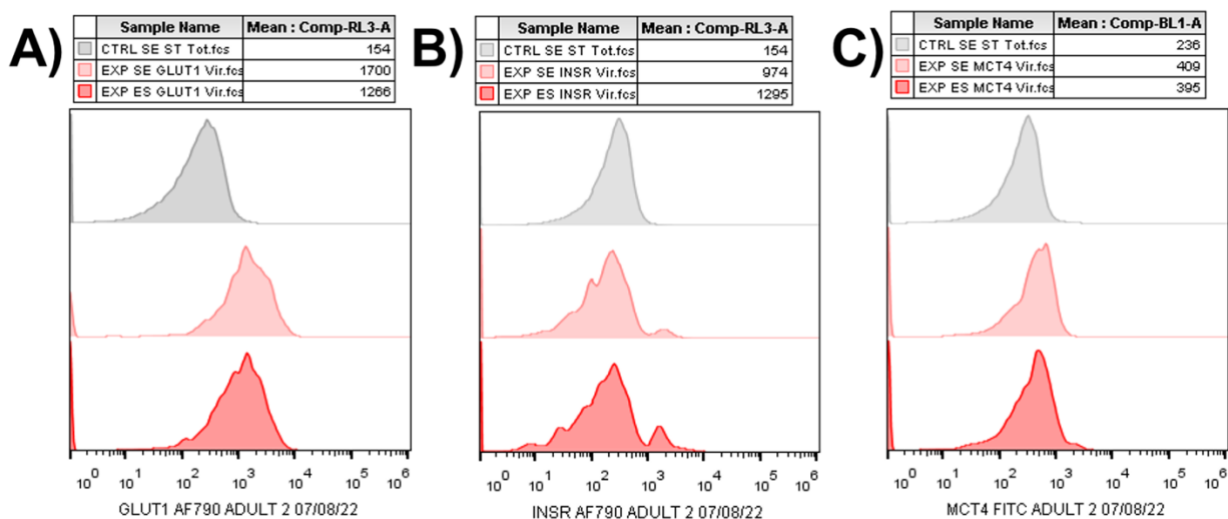 A)
Sample Name Mean : Comp-RL3-A
CTRL SE ST Tot.fcs 154
EXP SE GLUT1 Vir.fcs 1700
EXP ES GLUT1 Vir.fcs 1266
10^0 10^1 10^2 10^3 10^4 10^5 10^6
GLUT1 AF790 ADULT 2 07/08/22
B)
Sample Name Mean : Comp-RL3-A
CTRL SE ST Tot.fcs 154
EXP SE INSR Vir.fcs 974
EXP ES INSR Vir.fcs 1295
10^0 10^1 10^2 10^3 10^4 10^5 10^6
INSR AF790 ADULT 2 07/08/22
C)
Sample Name Mean : Comp-BL1-A
CTRL SE ST Tot.fcs 236
EXP SE MCT4 Vir.fcs 409
EXP ES MCT4 Vir.fcs 395
10^0 10^1 10^2 10^3 10^4 10^5 10^6
MCT4 FITC ADULT 2 07/08/22